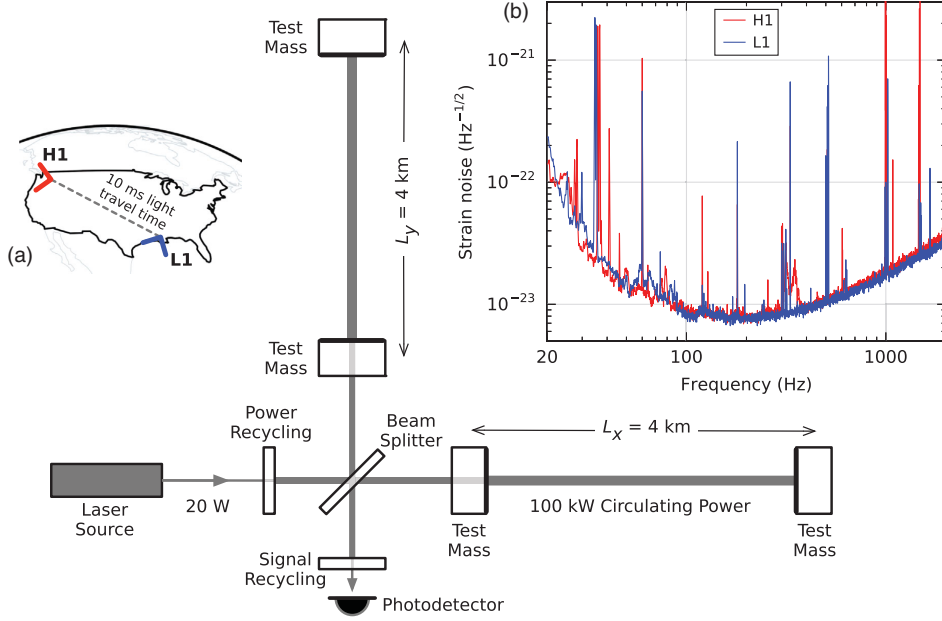 (a)
H1
10 ms light
travel time
L1
Test
Mass
L_y = 4 km
Test
Mass
Power
Recycling
Beam
Splitter
Laser
Source
20 W
L_x = 4 km
100 kW Circulating Power
Test
Mass
Test
Mass
Signal
Recycling
Photodetector
(b)
H1
L1
Strain noise (Hz^{-1/2})
10^{-21}
10^{-22}
10^{-23}
20
100
1000
Frequency (Hz)